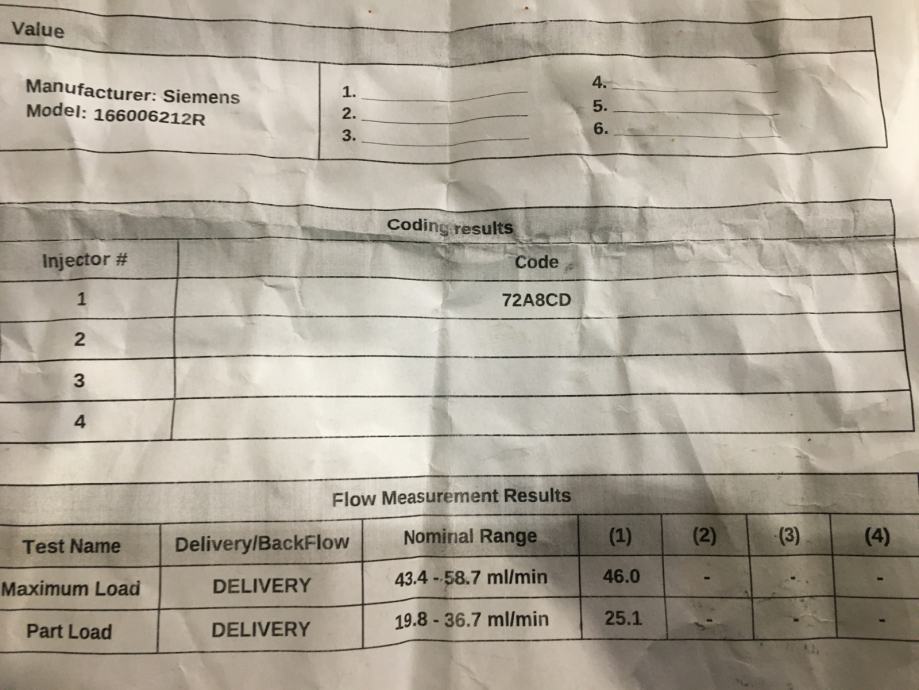 Value
Manufacturer: Siemens
Model: 166006212R
1.
2.
3.
4.
5.
6.
Coding results
Injector # Code
1 72A8CD
2
3
4
Flow Measurement Results
Test Name Delivery/BackFlow Nominal Range (1) (2) (3) (4)
Maximum Load DELIVERY 43.4 - 58.7 ml/min 46.0 - - -
Part Load DELIVERY 19.8 - 36.7 ml/min 25.1 - - -